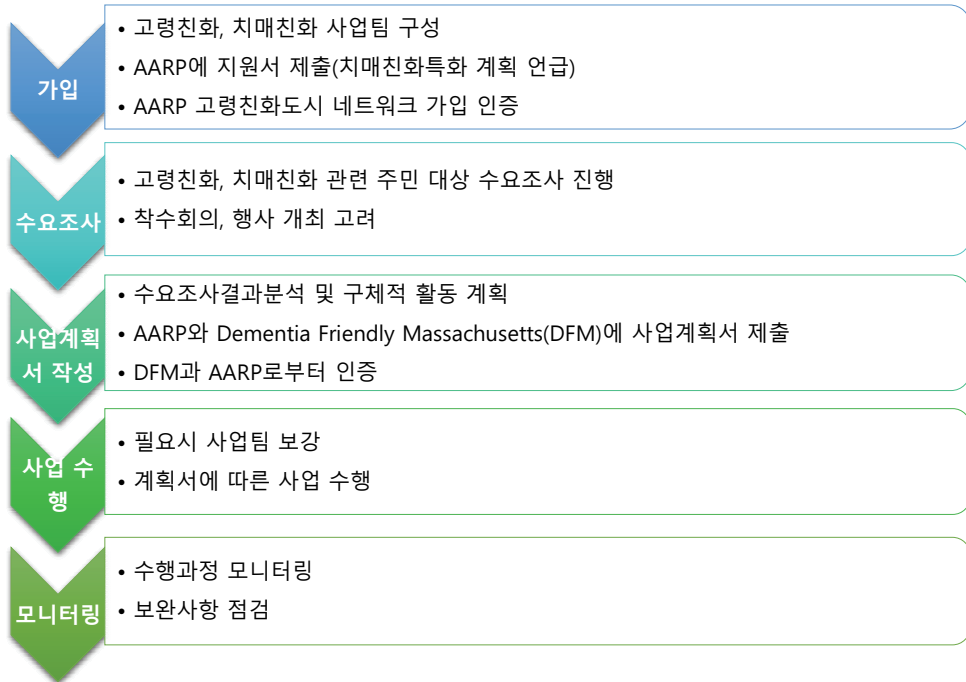 가입
• 고령친화, 치매친화 사업팀 구성
• AARP에 지원서 제출(치매친화특화 계획 언급)
• AARP 고령친화도시 네트워크 가입 인증
수요조사
• 고령친화, 치매친화 관련 주민 대상 수요조사 진행
• 착수회의, 행사 개최 고려
사업계획
서 작성
• 수요조사결과분석 및 구체적 활동 계획
• AARP와 Dementia Friendly Massachusetts(DFM)에 사업계획서 제출
• DFM과 AARP로부터 인증
사업 수
행
• 필요시 사업팀 보강
• 계획서에 따른 사업 수행
모니터링
• 수행과정 모니터링
• 보완사항 점검